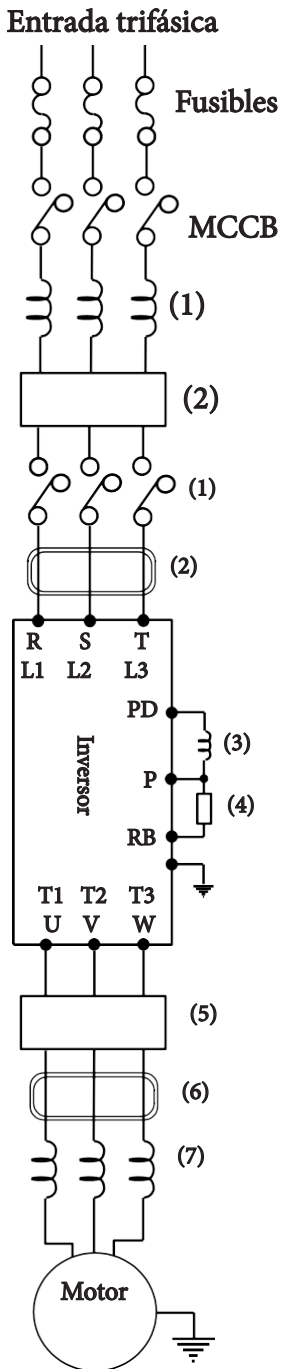 Entrada trifásica
Fusibles
MCCB
(1)
(2)
(1)
(2)
R S T
L1 L2 L3
PD
(3)
Inversor
P
(4)
RB
T1 T2 T3
U V W
(5)
(6)
(7)
Motor